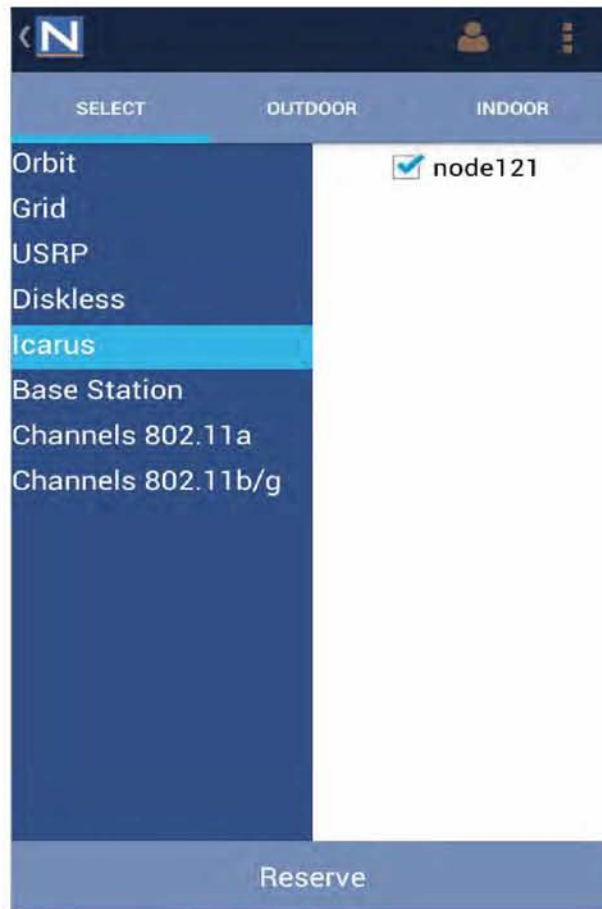 N
SELECT OUTDOOR INDOOR
Orbit
node121
Grid
USRP
Diskless
Icarus
Base Station
Channels 802.11a
Channels 802.11b/g
Reserve